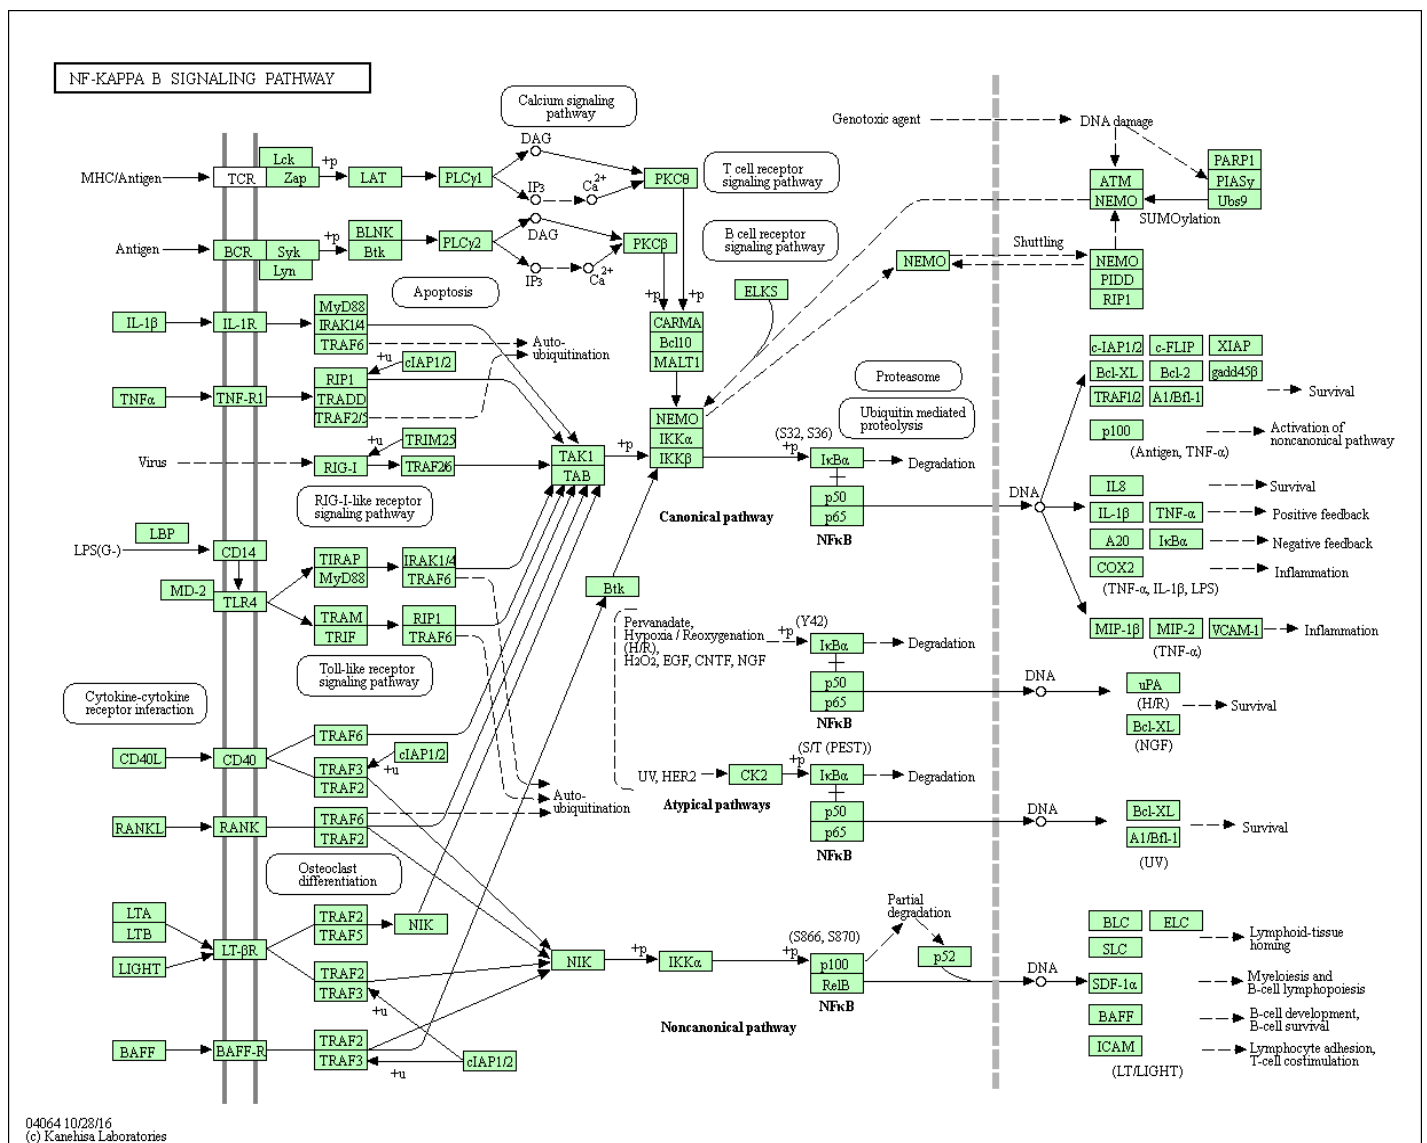 NF-KAPPA B SIGNALING PATHWAY
Calcium signaling
pathway
Genotoxic agent
DNA damage
DAG
Lck
+p
MHC/Antigen
TCR
Zap
LAT
PLCγ1
IP3
Ca2+
PKCθ
T cell receptor
signaling pathway
ATM
NEMO
PARP1
PIASy
Ubs9
SUMOylation
Antigen
BCR
Syk
Lyn
+p
BLNK
Btk
PLCγ2
DAG
IP3
Ca2+
PKCβ
B cell receptor
signaling pathway
Shuttling
NEMO
NEMO
PIDD
RIP1
Apoptosis
+p
+p
ELKS
IL-1β
IL-1R
MyD88
IRAK1/4
TRAF6
Auto-
ubiquitination
CARMA
Bcl10
MALT1
c-IAP1/2
c-FLIP
XIAP
Bcl-XL
Bcl-2
gadd45β
TRAF1/2
A1/Bfl-1
Survival
+u
cIAP1/2
TNFα
TNF-R1
RIP1
TRADD
TRAF2/5
Proteasome
Ubiquitin mediated
proteolysis
NEMO
IKKα
IKKβ
p100
Activation of
noncanonical pathway
(Antigen, TNF-α)
+u
TRIM25
Virus
RIG-I
TRAF2/6
TAK1
TAB
+p
(S32, S36)
+p
IκBα
Degradation
RIG-I-like receptor
signaling pathway
Canonical pathway
p50
p65
NFκB
DNA
IL8
Survival
IL-1β
TNF-α
Positive feedback
A20
IκBα
Negative feedback
COX2
Inflammation
(TNF-α, IL-1β, LPS)
LBP
LPS(G-)
CD14
MD-2
TLR4
TIRAP
MyD88
IRAK1/4
TRAF6
TRAM
TRIF
RIP1
TRAF6
Btk
Pervanadate,
Hypoxia / Reoxygenation
(H/R),
H2O2, EGF, CNTF, NGF
(Y42)
+p
IκBα
Degradation
MIP-1β
MIP-2
VCAM-1
Inflammation
(TNF-α)
Toll-like receptor
signaling pathway
p50
p65
NFκB
DNA
uPA
(H/R)
Bcl-XL
(NGF)
Survival
Cytokine-cytokine
receptor interaction
CD40L
CD40
TRAF6
TRAF3
TRAF2
cIAP1/2
+u
(S/T (PEST))
UV, HER2
CK2
+p
IκBα
Degradation
Atypical pathways
Auto-
ubiquitination
RANKL
RANK
TRAF6
TRAF2
p50
p65
NFκB
DNA
Bcl-XL
A1/Bfl-1
(UV)
Survival
Osteoclast
differentiation
LTA
LTB
LIGHT
LT-βR
TRAF2
TRAF5
NIK
TRAF2
TRAF3
+u
NIK
+p
IKKα
(S866, S870)
+p
p100
RelB
NFκB
Partial
degradation
p52
DNA
Noncanonical pathway
BLC
ELC
SLC
Lymphoid-tissue
homing
SDF-1α
Myeloiesis and
B-cell lymphopoiesis
BAFF
B-cell development,
B-cell survival
ICAM
Lymphocyte adhesion,
T-cell costimulation
(LT/LIGHT)
BAFF
BAFF-R
TRAF2
TRAF3
+u
cIAP1/2
04064 10/28/16
(c) Kanehisa Laboratories